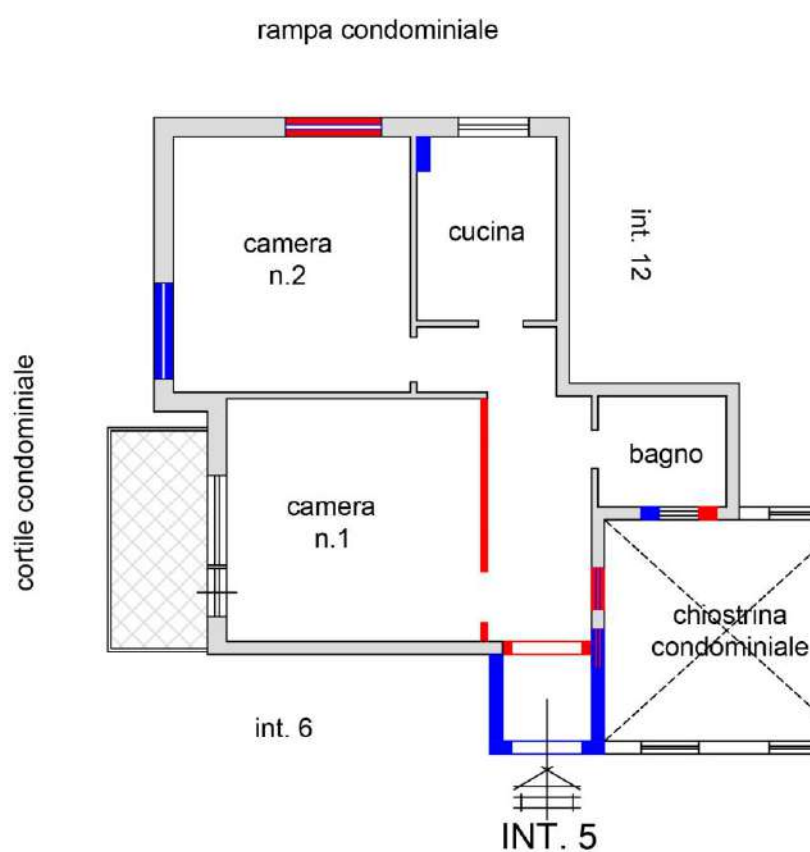 rampa condominiale
cucina
camera
n.2
int. 12
cortile condominiale
bagno
camera
n.1
chiostrina
condominiale
int. 6
INT. 5